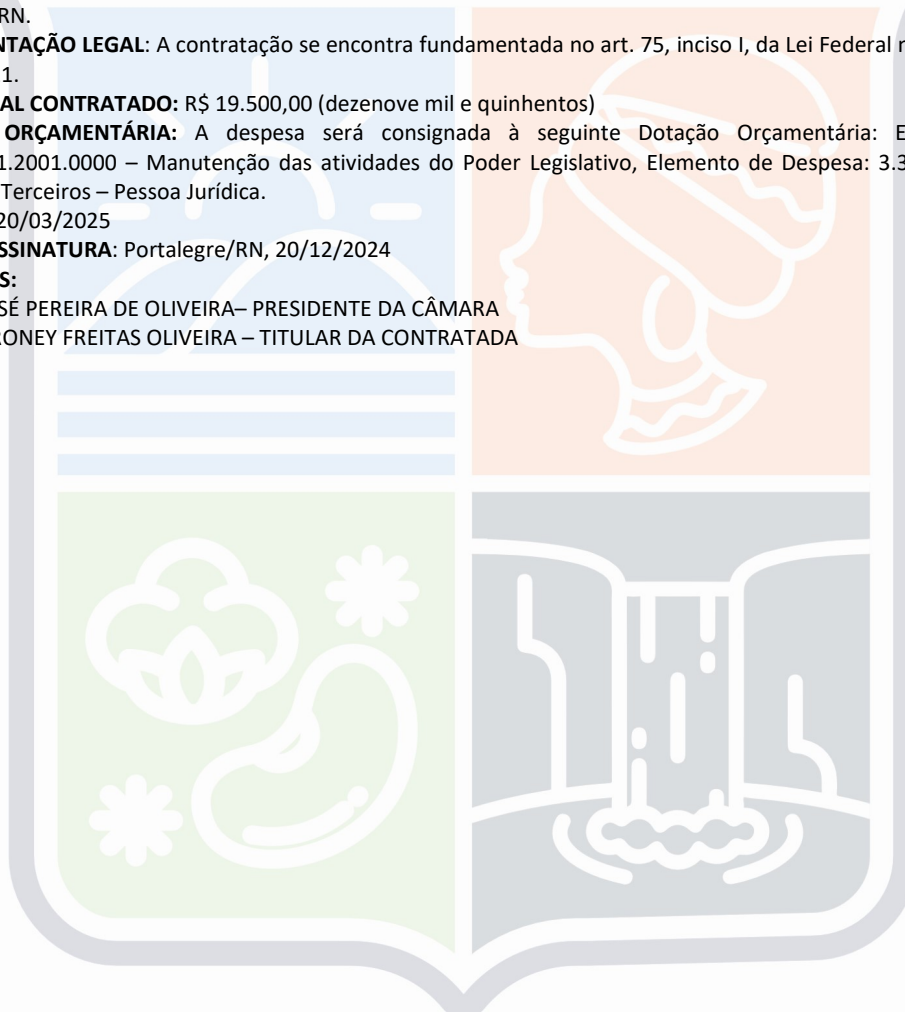 RN.
NTAÇÃO LEGAL: A contratação se encontra fundamentada no art. 75, inciso I, da Lei Federal
1.
AL CONTRATADO: R$ 19.500,00 (dezenove mil e quinhentos)
ORÇAMENTÁRIA: A despesa será consignada à seguinte Dotação Orçamentária: E
1.2001.0000 – Manutenção das atividades do Poder Legislativo, Elemento de Despesa: 3.3
Terceiros – Pessoa Jurídica.
20/03/2025
SSINATURA: Portalegre/RN, 20/12/2024
S:
SÉ PEREIRA DE OLIVEIRA– PRESIDENTE DA CÂMARA
RONEY FREITAS OLIVEIRA – TITULAR DA CONTRATADA